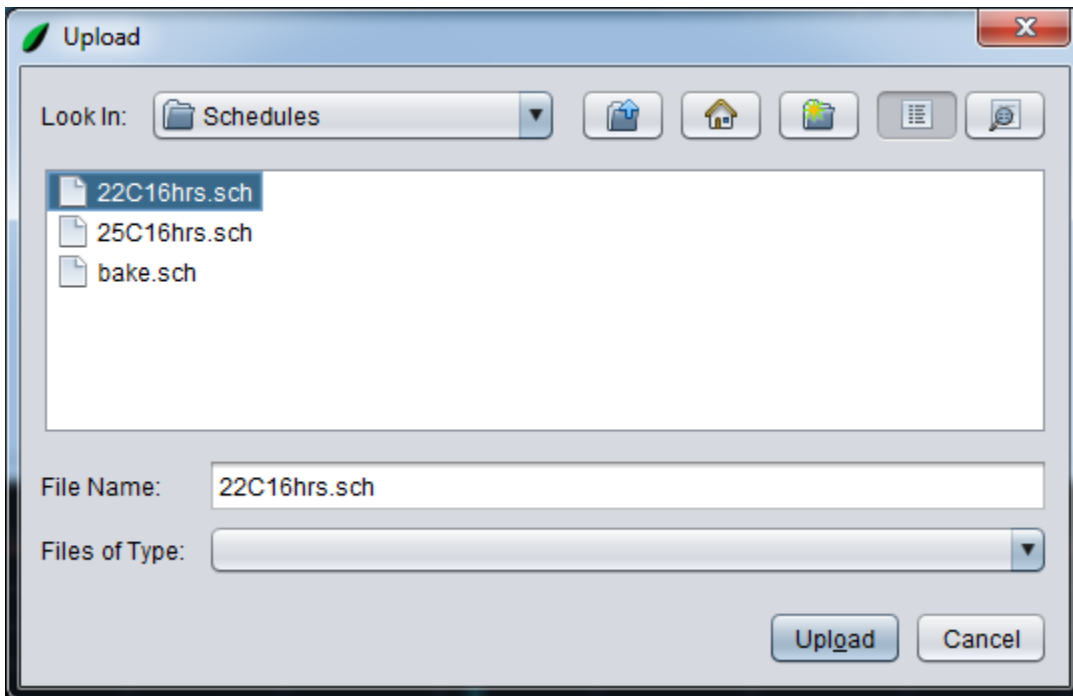 Upload
Look In: Schedules
22C16hrs.sch
25C16hrs.sch
bake.sch
File Name: 22C16hrs.sch
Files of Type:
Upload Cancel